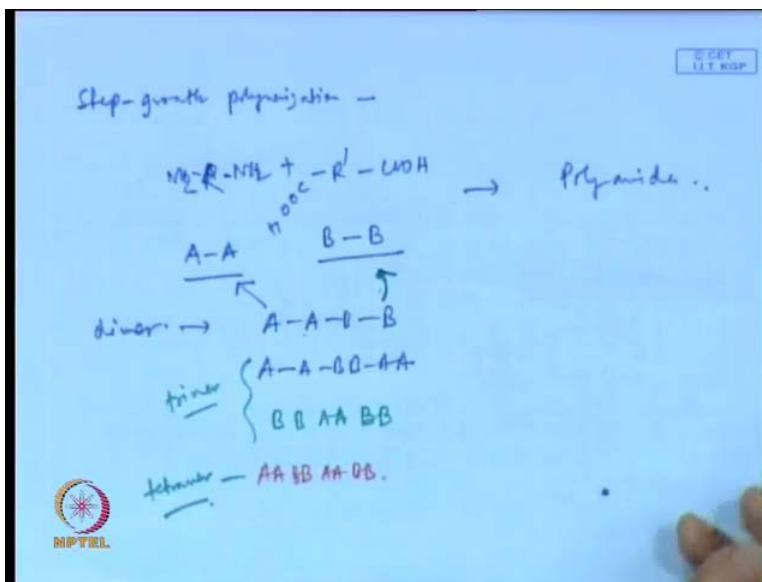 © CET
I.I.T. KGP
Step-growth polymerization -
NH2-R-NH2 + HOOC-R'-COOH → Polyamides..
A-A B-B
dimer. → A-A-B-B
trimer A-A-BB-AA
BB AA BB
tetramer - AA BB AA BB.
NPTEL